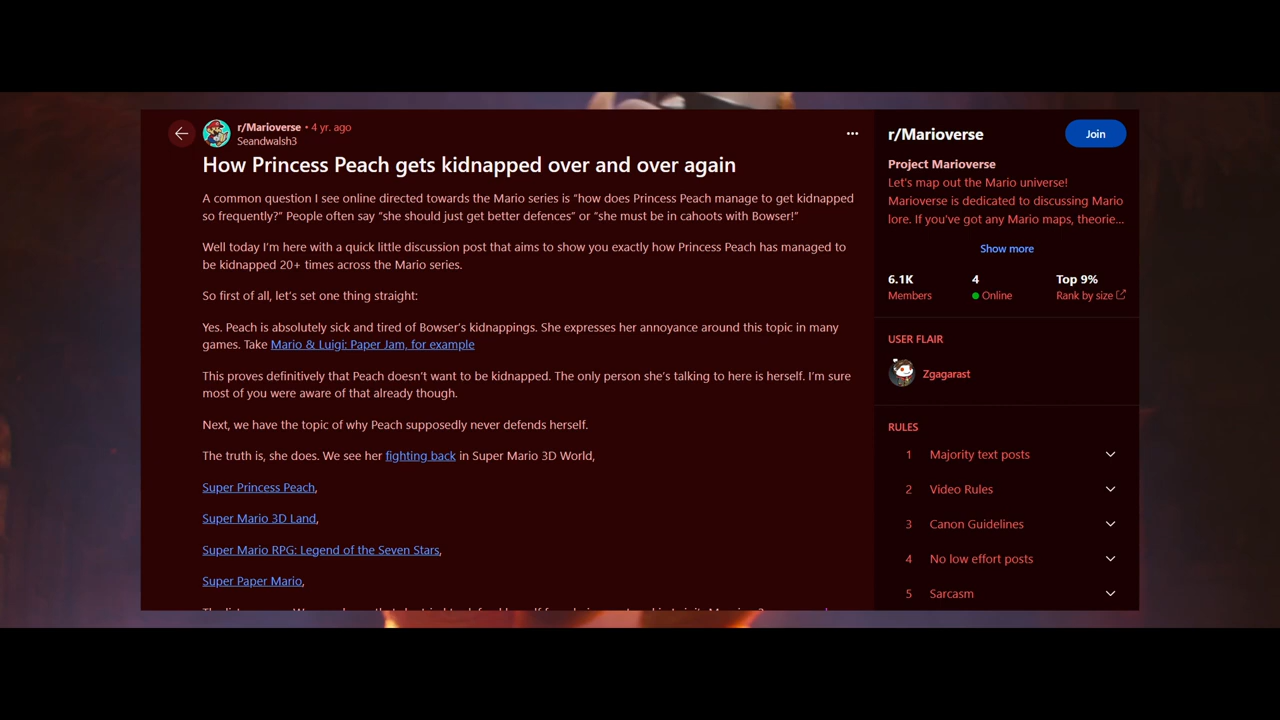 r/Marioverse • 4 yr. ago
Seandwalsh3
How Princess Peach gets kidnapped over and over again
A common question I see online directed towards the Mario series is “how does Princess Peach manage to get kidnapped
so frequently?” People often say “she should just get better defences” or “she must be in cahoots with Bowser!”
Well today I’m here with a quick little discussion post that aims to show you exactly how Princess Peach has managed to
be kidnapped 20+ times across the Mario series.
So first of all, let’s set one thing straight:
Yes. Peach is absolutely sick and tired of Bowser’s kidnappings. She expresses her annoyance around this topic in many
games. Take Mario & Luigi: Paper Jam, for example
This proves definitively that Peach doesn’t want to be kidnapped. The only person she’s talking to here is herself. I’m sure
most of you were aware of that already though.
Next, we have the topic of why Peach supposedly never defends herself.
The truth is, she does. We see her fighting back in Super Mario 3D World,
Super Princess Peach,
Super Mario 3D Land,
Super Mario RPG: Legend of the Seven Stars,
Super Paper Mario,
r/Marioverse
Join
Project Marioverse
Let's map out the Mario universe!
Marioverse is dedicated to discussing Mario
lore. If you've got any Mario maps, theorie...
Show more
6.1K 4 Top 9%
Members Online Rank by size
USER FLAIR
Zgagarast
RULES
1 Majority text posts
2 Video Rules
3 Canon Guidelines
4 No low effort posts
5 Sarcasm